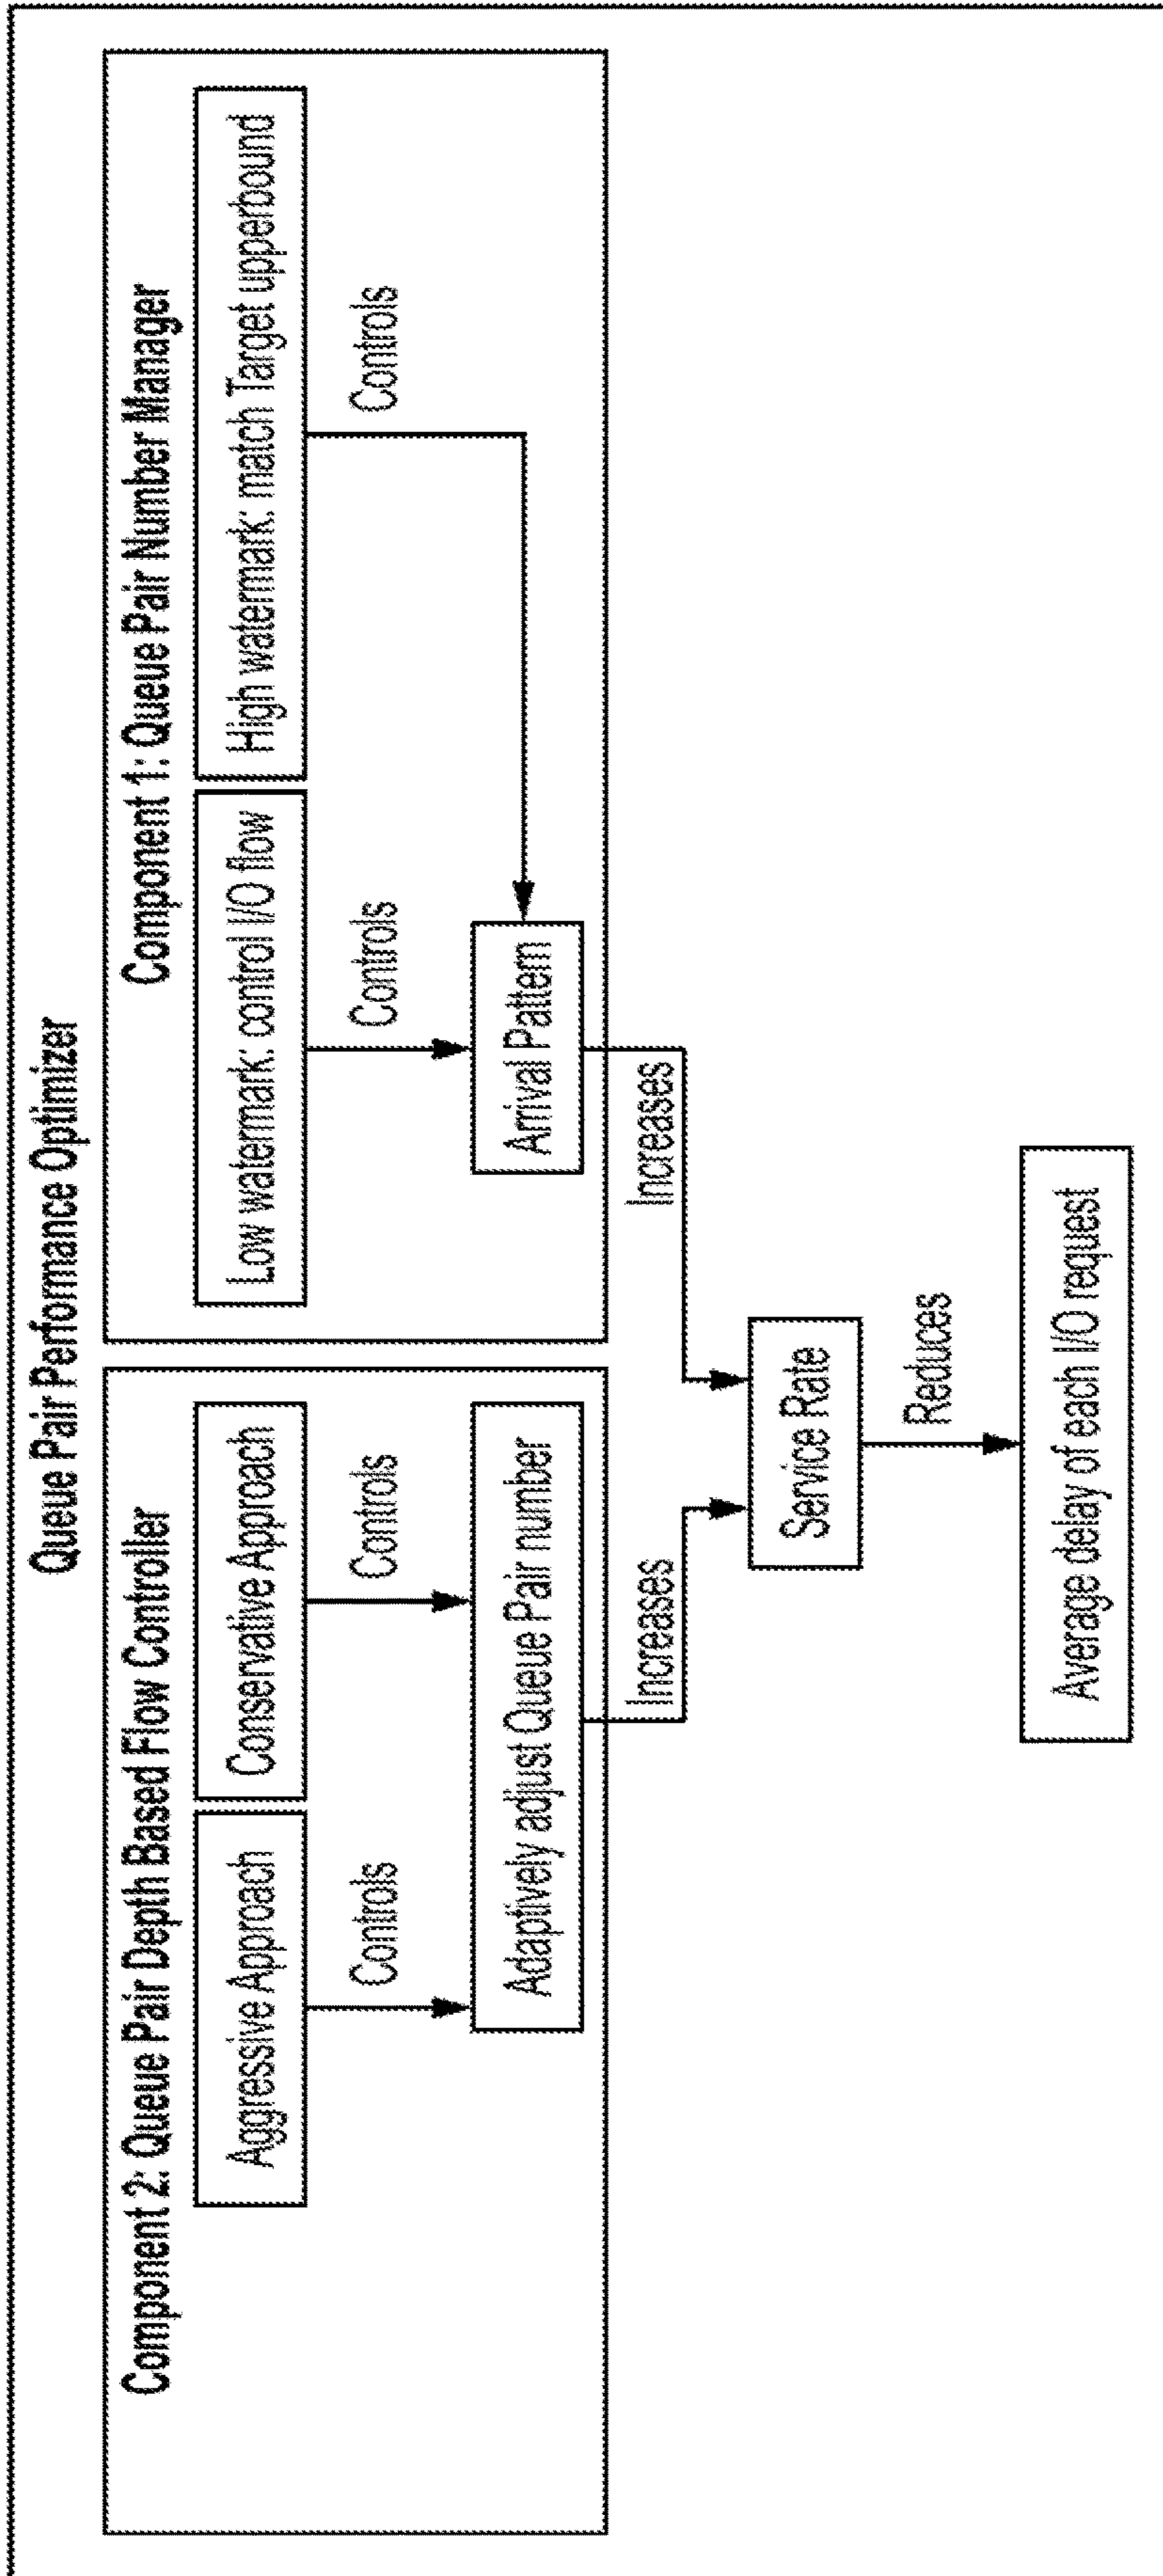 Queue Pair Performance Optimizer
Component 2: Queue Pair Depth Based Flow Controller
Aggressive Approach
Conservative Approach
Controls
Controls
Adaptively adjust Queue Pair number
Increases
Component 1: Queue Pair Number Manager
Low watermark: control I/O flow
High watermark: match Target upperbound
Controls
Controls
Arrival Pattern
Increases
Service Rate
Reduces
Average delay of each I/O request